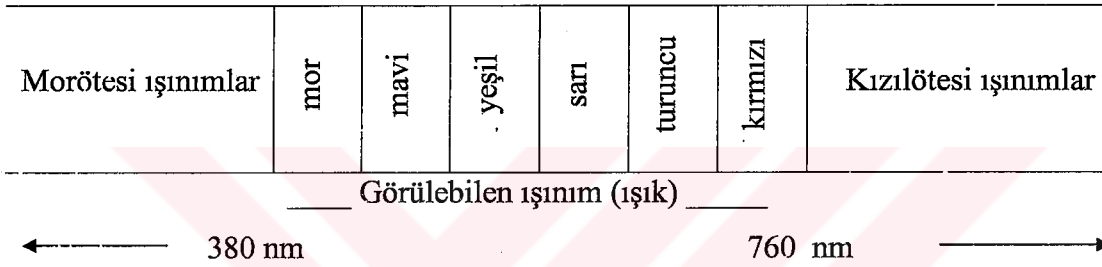 Morötesi ışınımlar mor mavi yeşil sarı turuncu kırmızı Kızılötesi ışınımlar
Görülebilen ışınım (ışık)
380 nm 760 nm